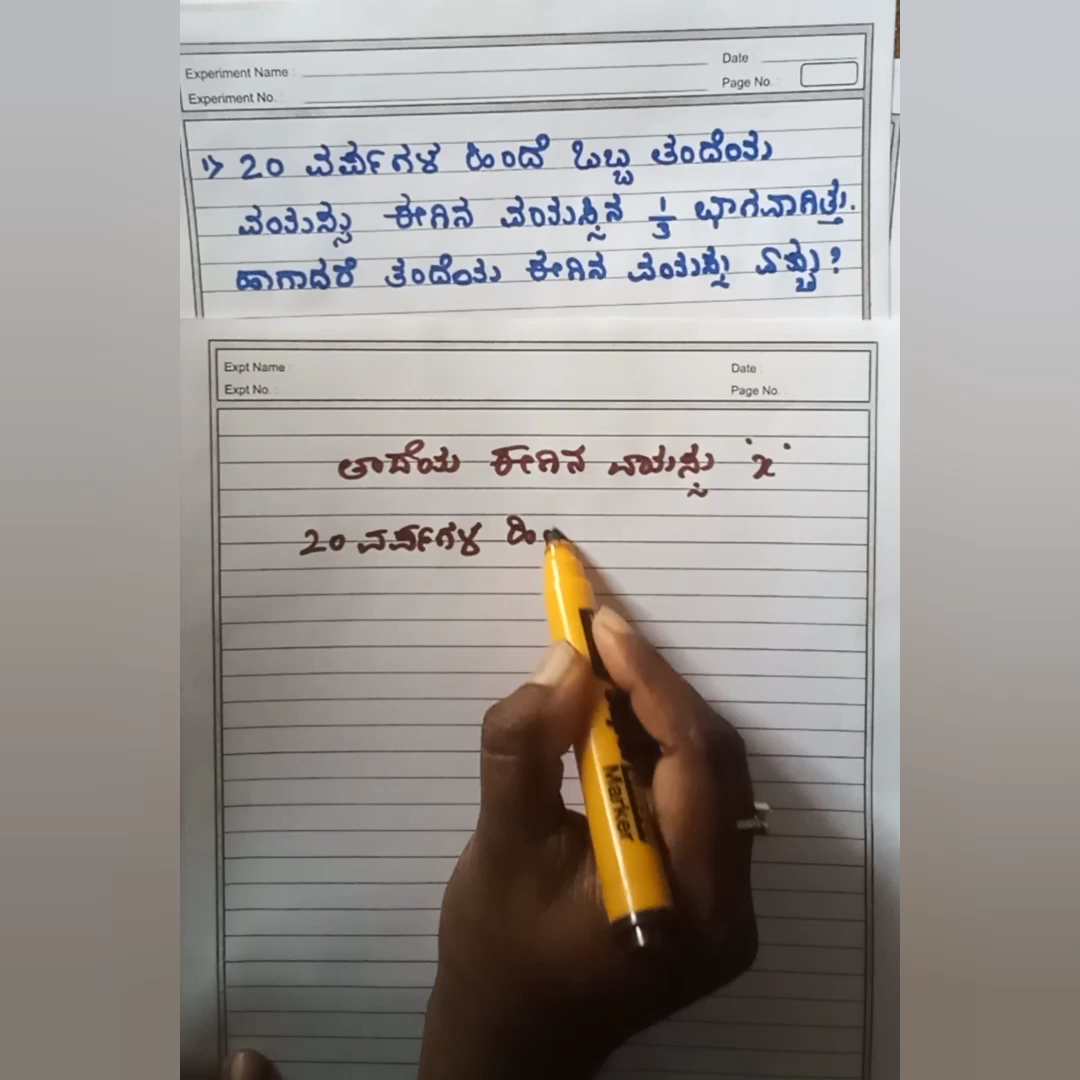 Experiment Name :
Date :
Experiment No. :
Page No. :
1> 20 ವರ್ಷಗಳ ಹಿಂದೆ ಒಬ್ಬ ತಂದೆಯ
ವಯಸ್ಸು ಈಗಿನ ವಯಸ್ಸಿನ 1/3 ಭಾಗವಾಗಿತ್ತು.
ಹಾಗಾದರೆ ತಂದೆಯ ಈಗಿನ ವಯಸ್ಸು ಎಷ್ಟು?
Expt Name :
Date :
Expt No. :
Page No. :
ತಂದೆಯ ಈಗಿನ ವಯಸ್ಸು 'x'
20 ವರ್ಷಗಳ ಹಿಂ
Marker